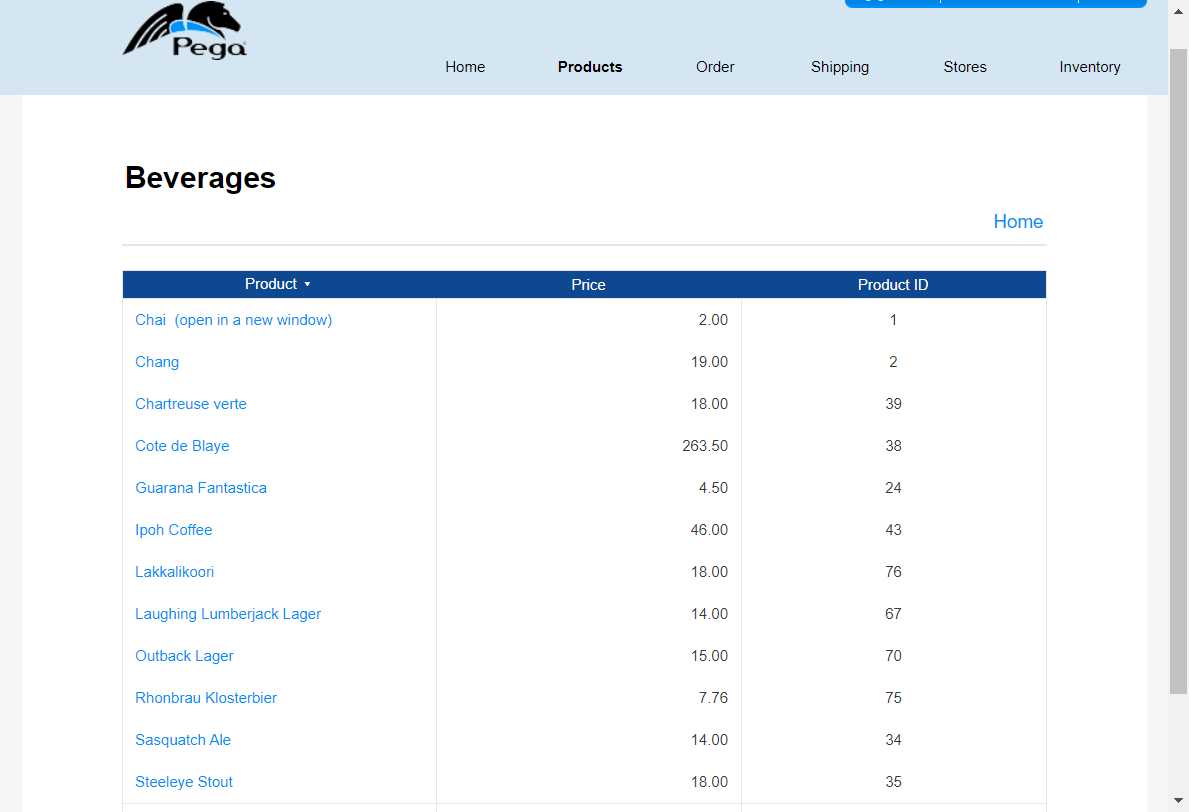 Pega
Home Products Order Shipping Stores Inventory
Beverages
Home
Product Price Product ID
Chai (open in a new window) 2.00 1
Chang 19.00 2
Chartreuse verte 18.00 39
Cote de Blaye 263.50 38
Guarana Fantastica 4.50 24
Ipoh Coffee 46.00 43
Lakkalikoori 18.00 76
Laughing Lumberjack Lager 14.00 67
Outback Lager 15.00 70
Rhonbrau Klosterbier 7.76 75
Sasquatch Ale 14.00 34
Steeleye Stout 18.00 35